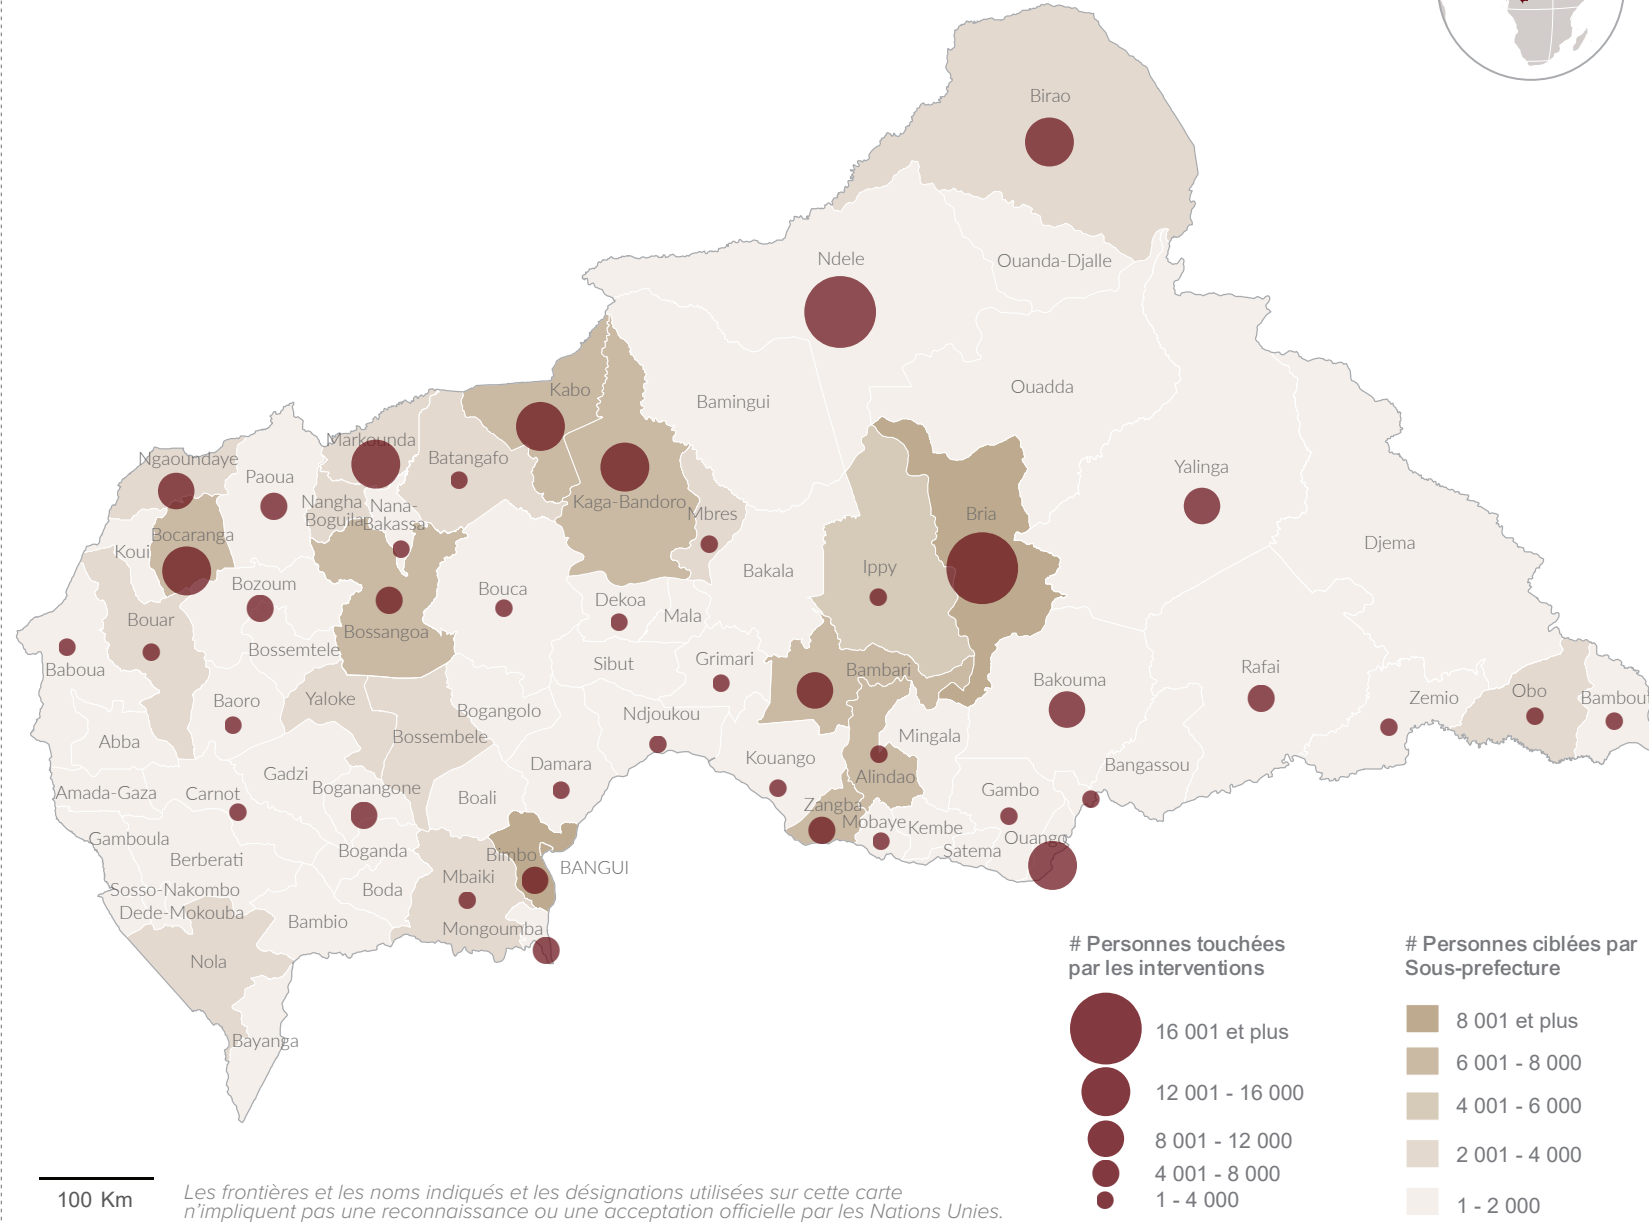 Birao
Ndele
Ouanda-Djalle
Kabo
Ouadda
Bamingui
Markounda
Ngaoundaye
Batangafo
Yalinga
Paoua
Nangha
Boguila
Nana-
Bakassa
Kaga-Bandoro
Mbres
Bria
Bocaranga
Koui
Djema
Bakala
Ippy
Bozoum
Bouca
Dekoa
Mala
Bouar
Bossangoa
Bossemtele
Sibut
Grimari
Bambari
Baboua
Bakouma
Rafai
Zemio
Obo
Bambout
Baoro
Yaloke
Bogangolo
Ndjoukou
Abba
Bossembele
Mingala
Damara
Kouango
Bangassou
Gadzi
Alindao
Amada-Gaza
Carnot
Boganangone
Boali
Gambo
Zangba
Mobaye
Kembe
Ouango
Gamboula
Berberati
Boganda
Bimbo
BANGUI
Satema
Sosso-Nakombo
Boda
Mbaiki
Dede-Mokouba
Bambio
Mongoumba
Nola
Bayanga
# Personnes touchées
par les interventions
16 001 et plus
12 001 - 16 000
8 001 - 12 000
4 001 - 8 000
1 - 4 000
# Personnes ciblées par
Sous-prefecture
8 001 et plus
6 001 - 8 000
4 001 - 6 000
2 001 - 4 000
1 - 2 000
100 Km
Les frontières et les noms indiqués et les désignations utilisées sur cette carte
n'impliquent pas une reconnaissance ou une acceptation officielle par les Nations Unies.